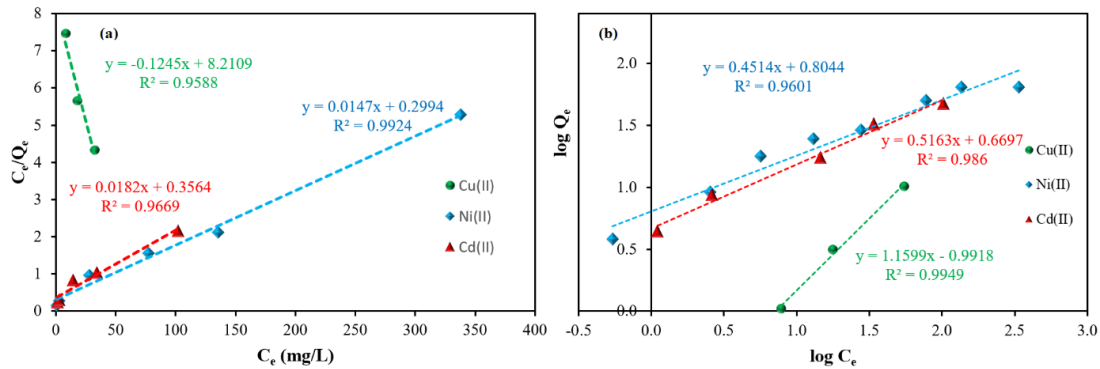 (a)
8
7
6
5
4
3
2
1
0
C_e/Q_e
y = -0.1245x + 8.2109
R² = 0.9588
y = 0.0147x + 0.2994
R² = 0.9924
y = 0.0182x + 0.3564
R² = 0.9669
Cu(II)
Ni(II)
Cd(II)
0 50 100 150 200 250 300 350 400
C_e (mg/L)
(b)
2.0
1.5
1.0
0.5
0.0
log Q_e
y = 0.4514x + 0.8044
R² = 0.9601
y = 0.5163x + 0.6697
R² = 0.986
Cu(II)
Ni(II)
Cd(II)
y = 1.1599x - 0.9918
R² = 0.9949
-0.5 0.0 0.5 1.0 1.5 2.0 2.5 3.0
log C_e